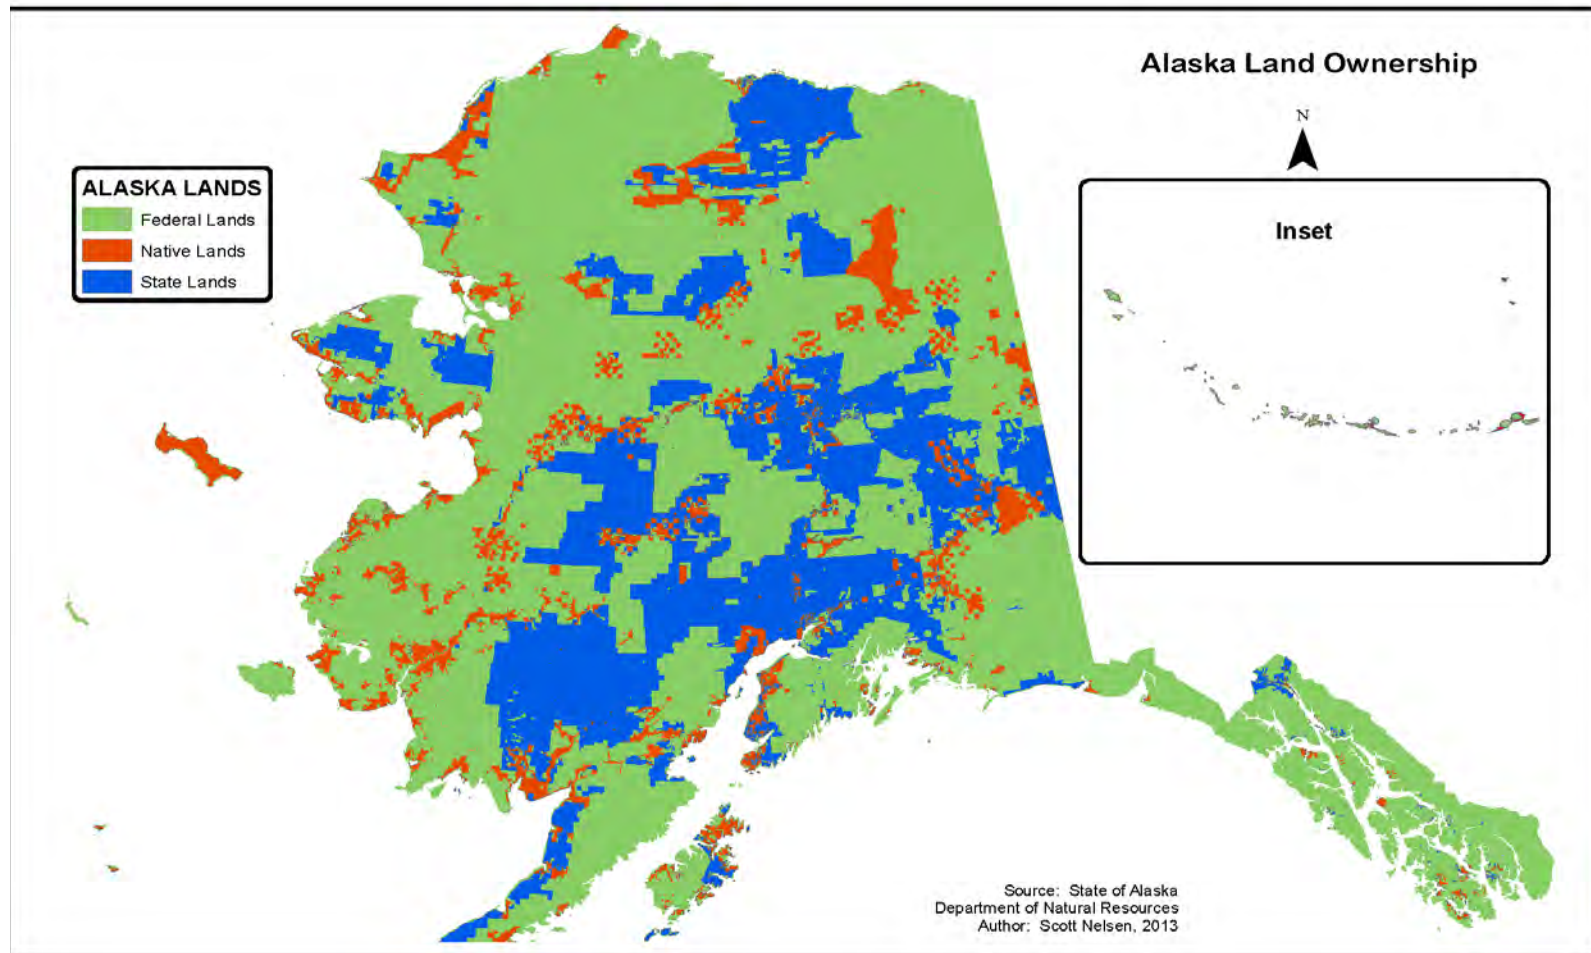 Alaska Land Ownership
N
ALASKA LANDS
Federal Lands
Native Lands
State Lands
Inset
Source: State of Alaska
Department of Natural Resources
Author: Scott Nelsen, 2013